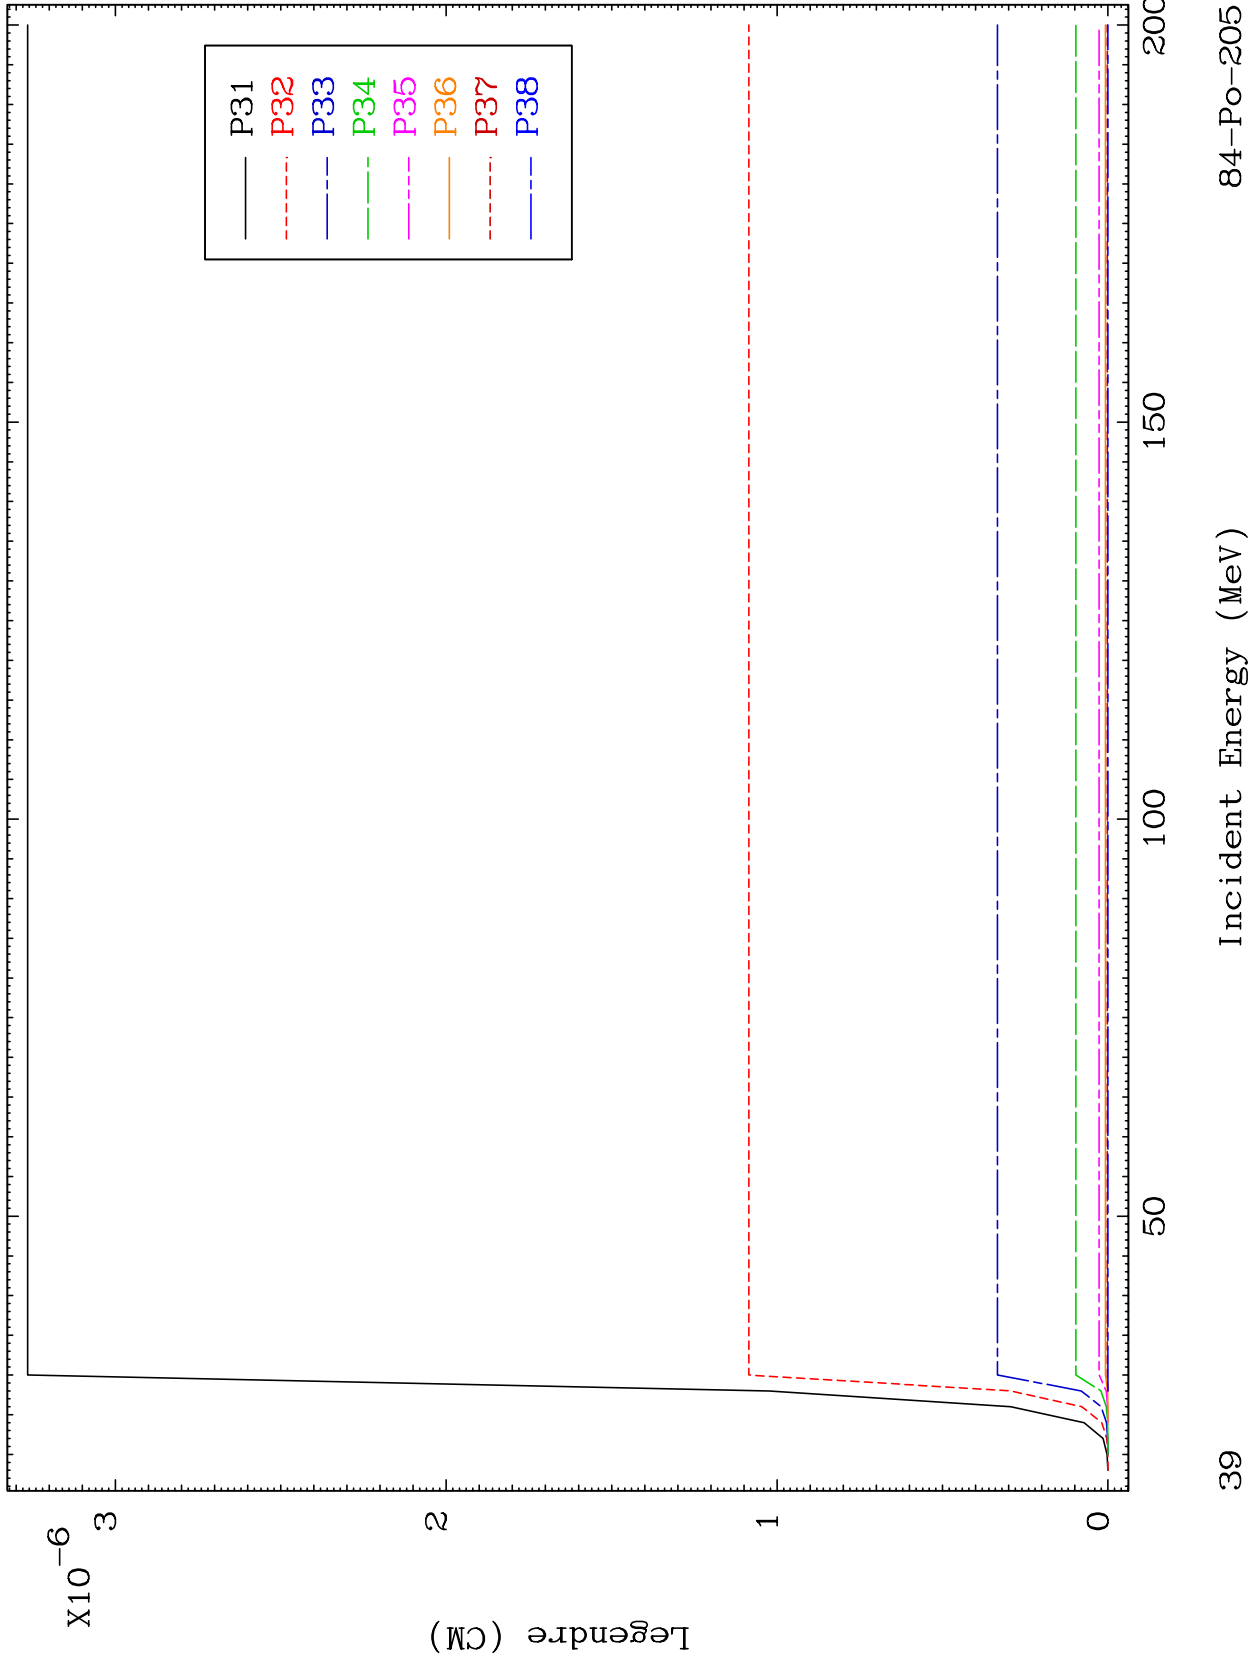 X10⁻⁶
3
2
1
0
Legendre (CM)
P31
P32
P33
P34
P35
P36
P37
P38
50
100
150
200
Incident Energy (MeV)
39
84-Po-205